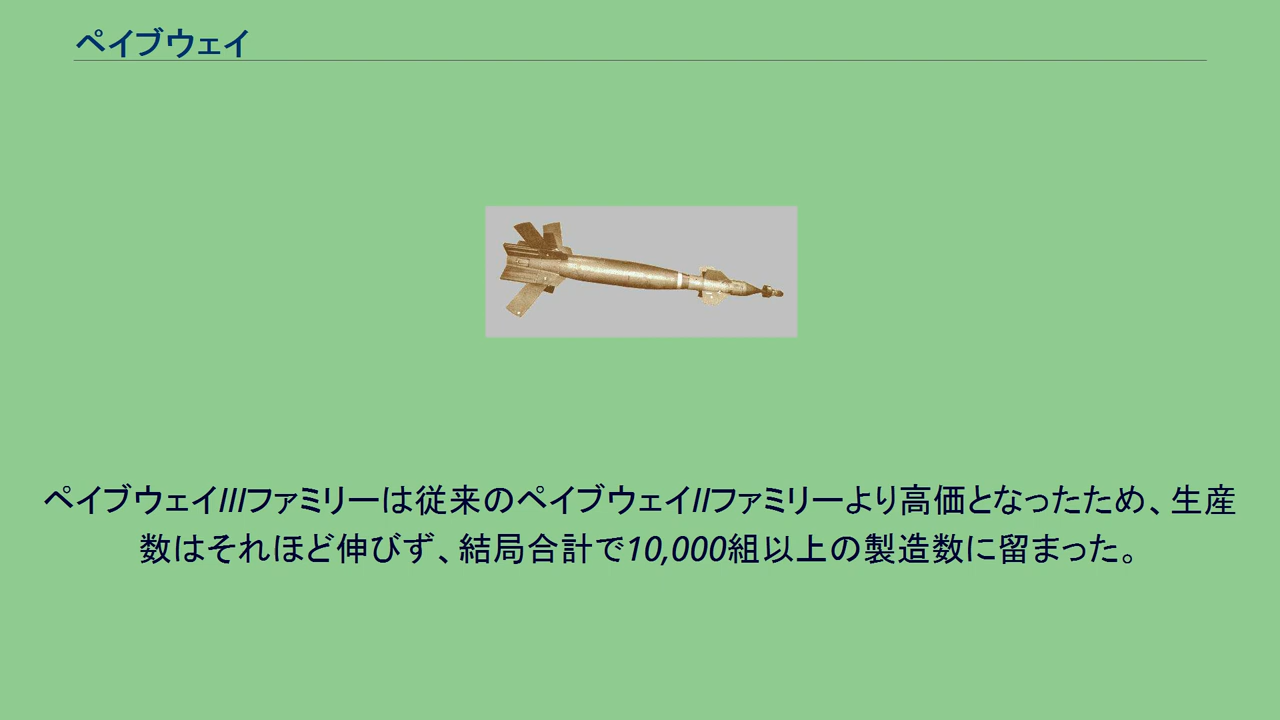 ペイブウェイ
ペイブウェイIIIファミリーは従来のペイブウェイIIファミリーより高価となったため、生産
数はそれほど伸びず、結局合計で10,000組以上の製造数に留まった。